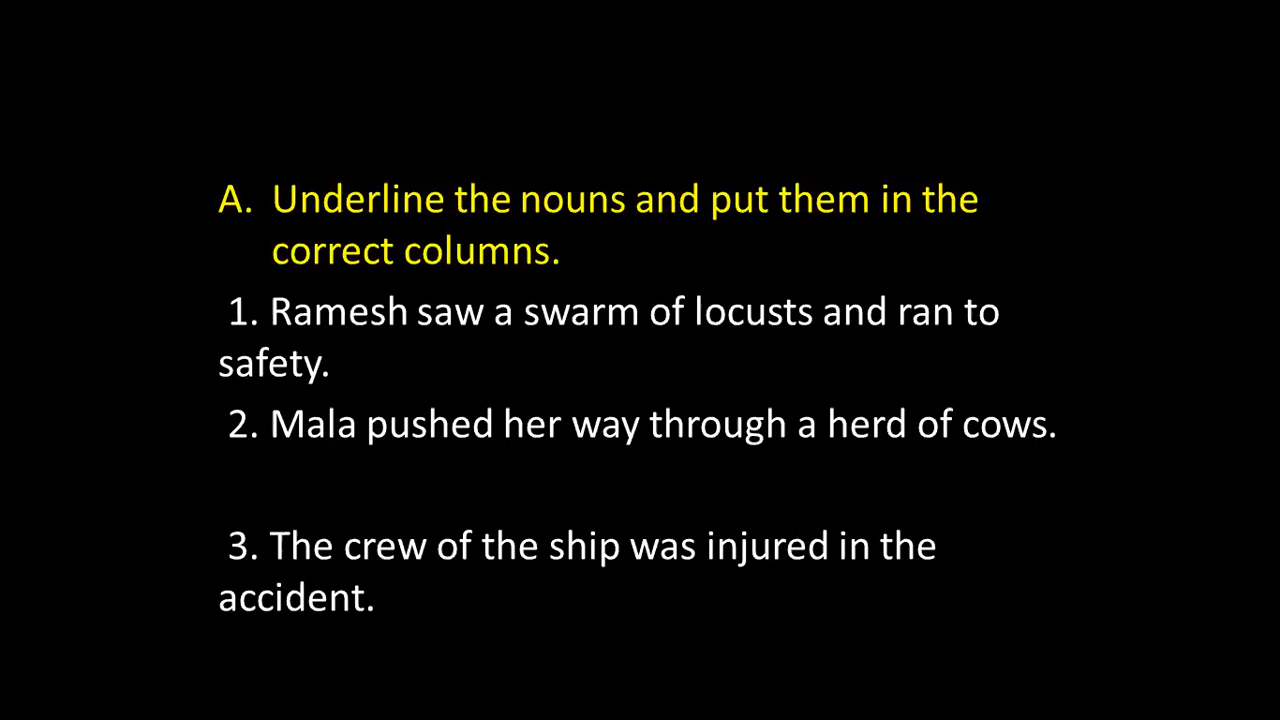 A. Underline the nouns and put them in the
correct columns.
1. Ramesh saw a swarm of locusts and ran to
safety.
2. Mala pushed her way through a herd of cows.
3. The crew of the ship was injured in the
accident.